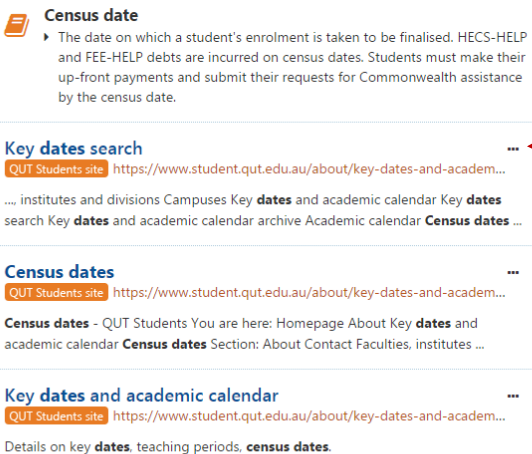 Census date
The date on which a student's enrolment is taken to be finalised. HECS-HELP
and FEE-HELP debts are incurred on census dates. Students must make their
up-front payments and submit their requests for Commonwealth assistance
by the census date.
Key dates search
QUT Students site https://www.student.qut.edu.au/about/key-dates-and-academ...
..., institutes and divisions Campuses Key dates and academic calendar Key dates
search Key dates and academic calendar archive Academic calendar Census dates ...
Census dates
QUT Students site https://www.student.qut.edu.au/about/key-dates-and-academ...
Census dates - QUT Students You are here: Homepage About Key dates and
academic calendar Census dates Section: About Contact Faculties, institutes ...
Key dates and academic calendar
QUT Students site https://www.student.qut.edu.au/about/key-dates-and-academ...
Details on key dates, teaching periods, census dates.